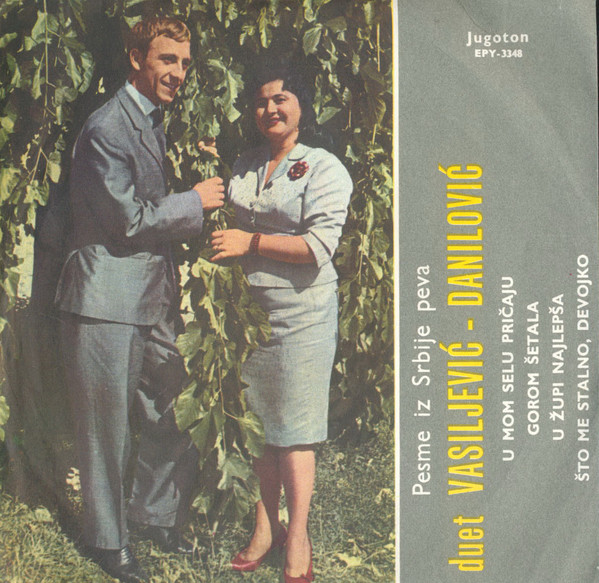 Jugoton
EPY-3348
Pesme iz Srbije peva
duet VASILJEVIĆ - DANILOVIĆ
U MOM SELU PRIČAJU
GOROM ŠETALA
U ŽUPI NAJLEPŠA
ŠTO ME STALNO, DEVOJKO